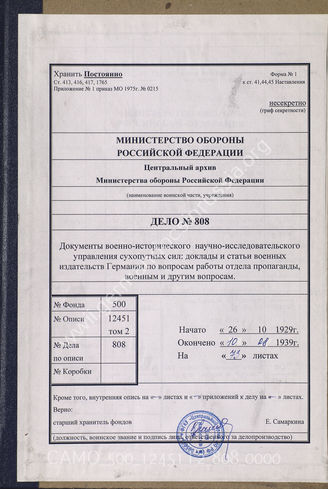 Хранить Постоянно
Ст. 413, 416, 417, 1765
Приложение № 1 приказ МО 1975г. № 0215
Форма № 1
к ст. 41,44,45 Наставления
несекретно
(гриф секретности)
МИНИСТЕРСТВО ОБОРОНЫ
РОССИЙСКОЙ ФЕДЕРАЦИИ
Центральный архив
Министерства обороны Российской Федерации
(наименование воинской части, учреждения)
ДЕЛО № 808
Документы военно-исторического научно-исследовательского
управления сухопутных сил: доклады и статьи военных
издательств Германии по вопросам работы отдела пропаганды,
военным и другим вопросам.
№ Фонда 500
№ Описи 12451
том 2
№ Дела 808
по описи
№ Коробки
Начато « 26 » 10 1929г.
Окончено « 10 » 08 1939г.
На « » листах
Кроме того, внутренняя опись на «–» листах и «–» приложений к делу на «–» листах.
Верно:
старший хранитель фондов Е. Самаркина
(должность, воинское звание и подпись лица, ответственного за делопроизводство)